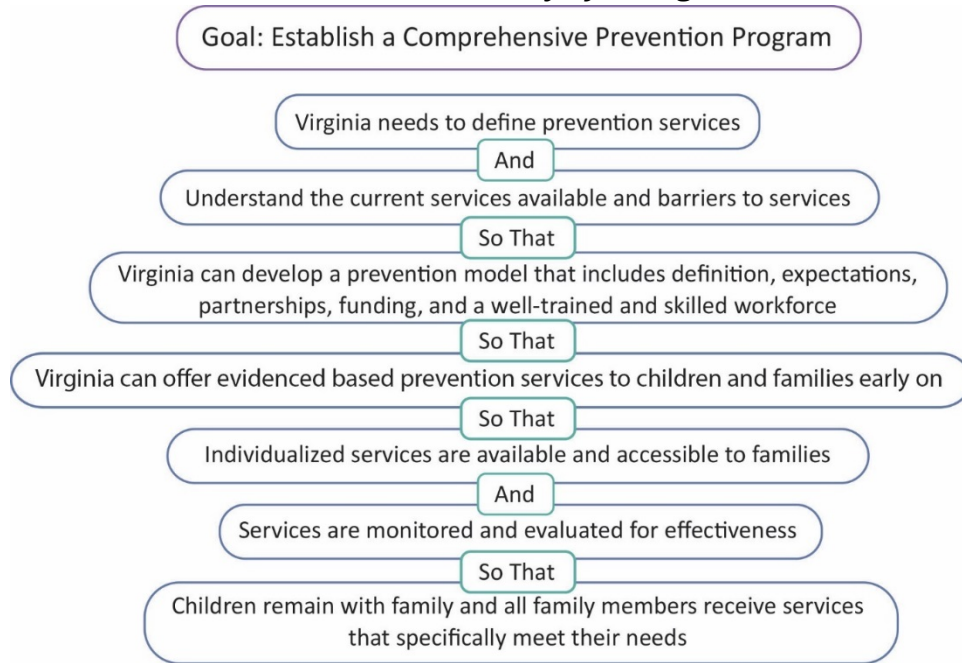 Goal: Establish a Comprehensive Prevention Program
Virginia needs to define prevention services
And
Understand the current services available and barriers to services
So That
Virginia can develop a prevention model that includes definition, expectations,
partnerships, funding, and a well-trained and skilled workforce
So That
Virginia can offer evidenced based prevention services to children and families early on
So That
Individualized services are available and accessible to families
And
Services are monitored and evaluated for effectiveness
So That
Children remain with family and all family members receive services
that specifically meet their needs